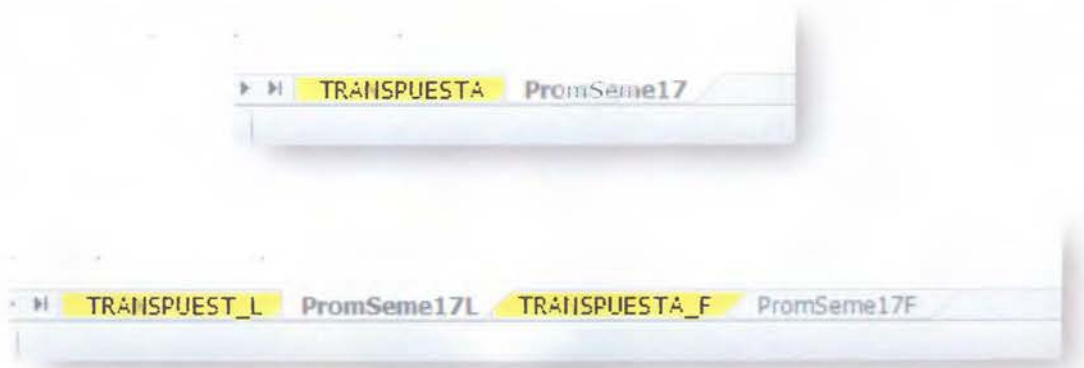 TRANSPUESTA PromSeme17
TRANSPUEST_L PromSeme17L TRANSPUESTA_F PromSeme17F